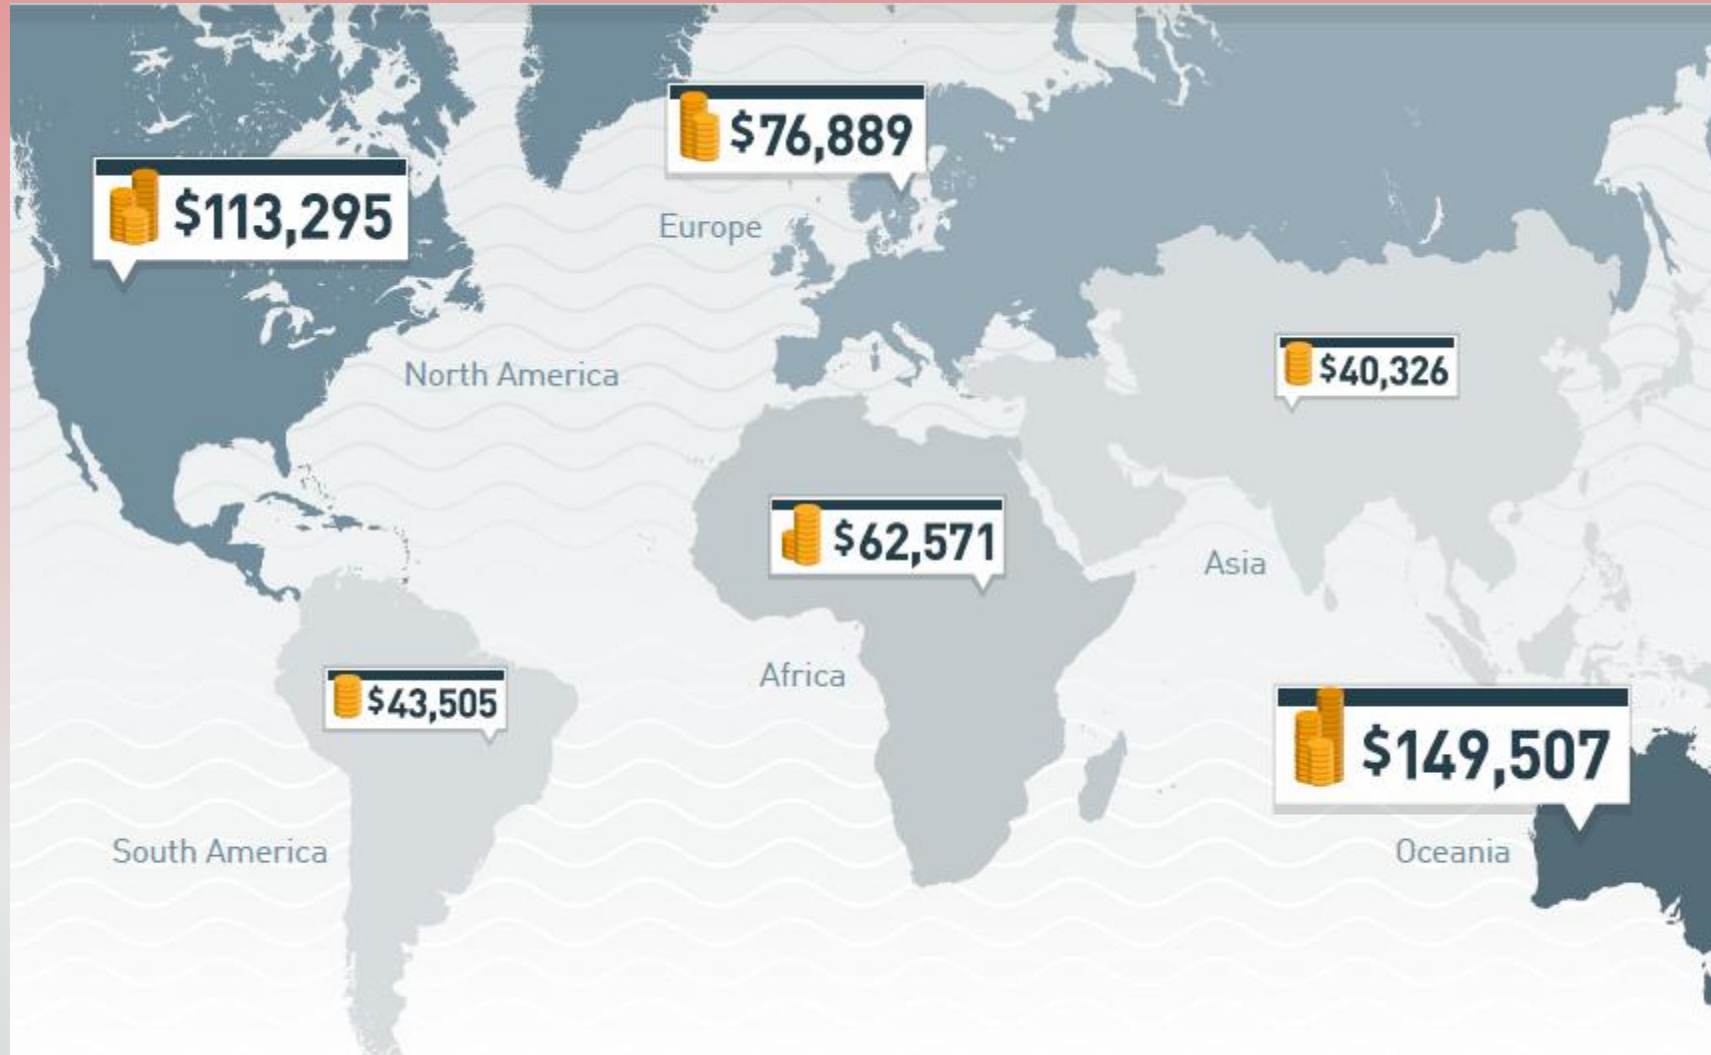 $76,889
Europe
$113,295
North America
$40,326
$62,571
Asia
Africa
$43,505
South America
$149,507
Oceania